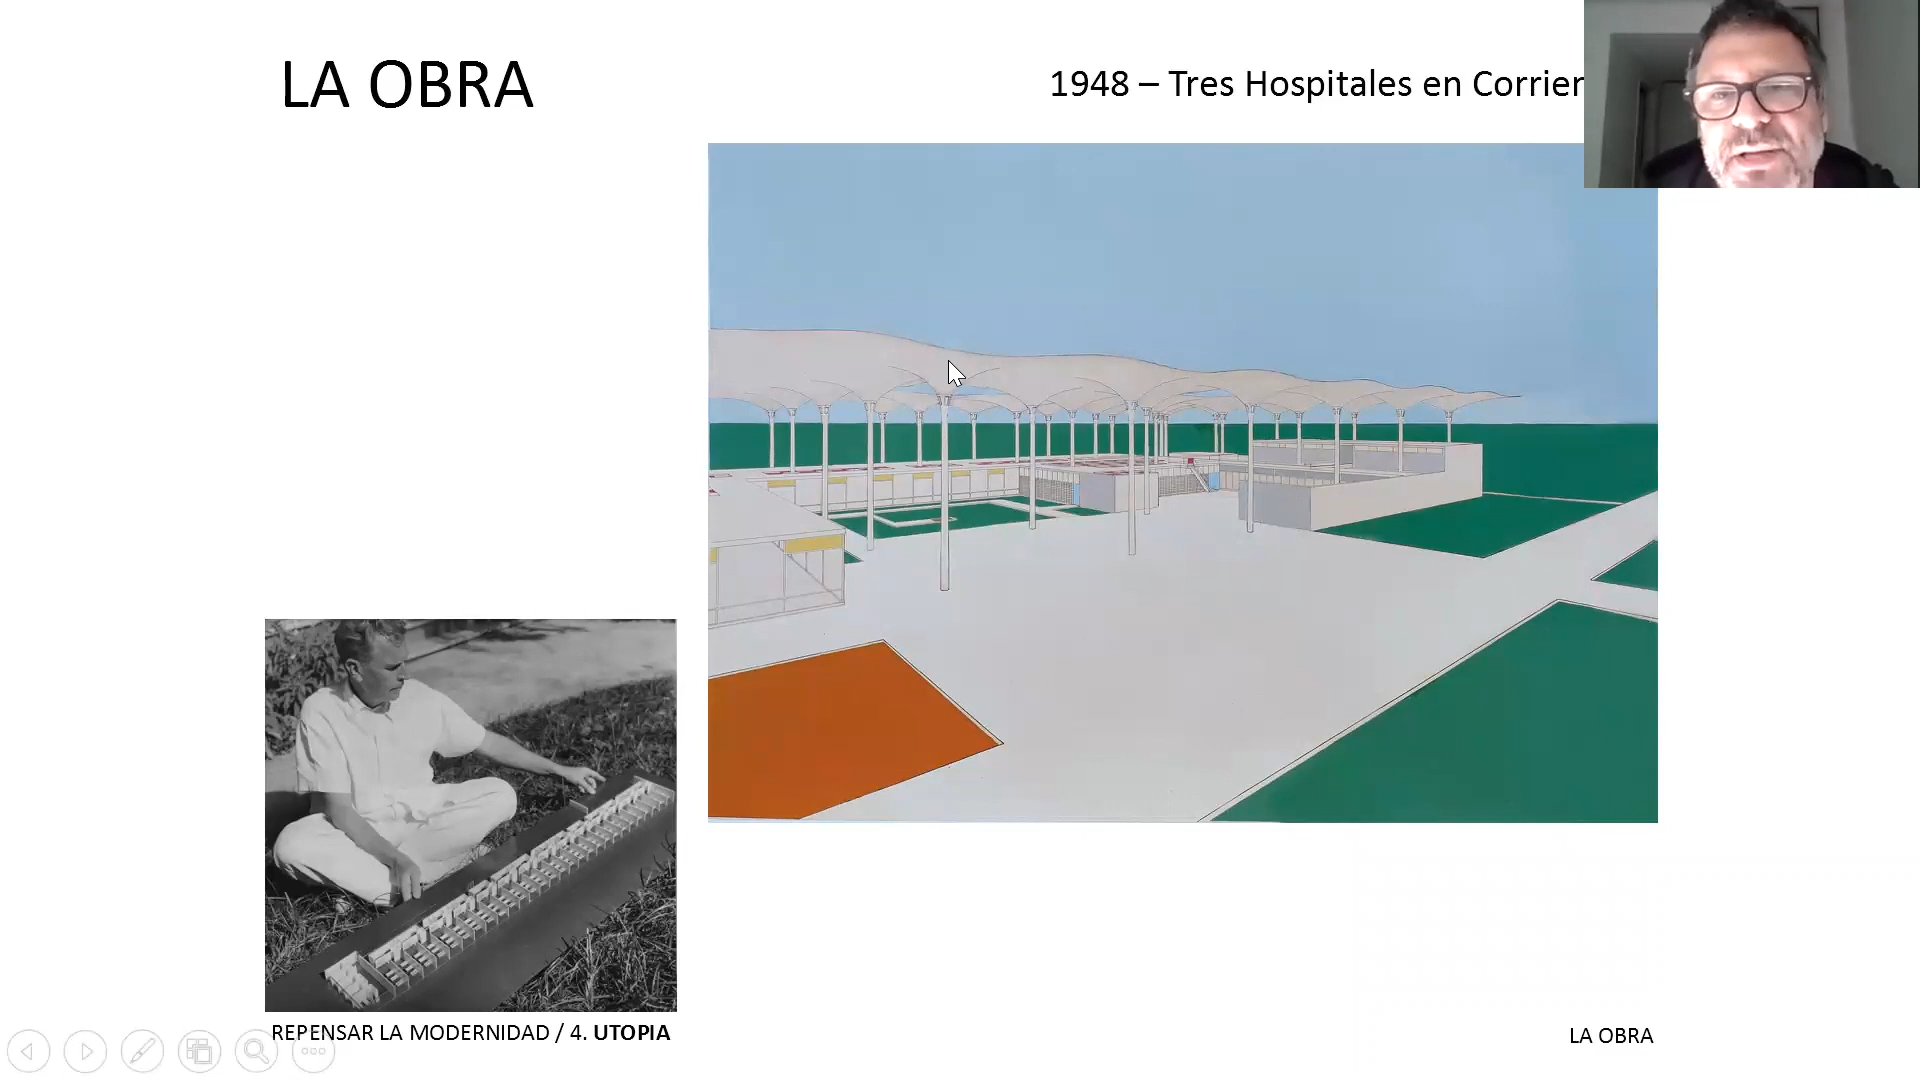 LA OBRA
1948 – Tres Hospitales en Corrien
REPENSAR LA MODERNIDAD / 4. UTOPIA
LA OBRA